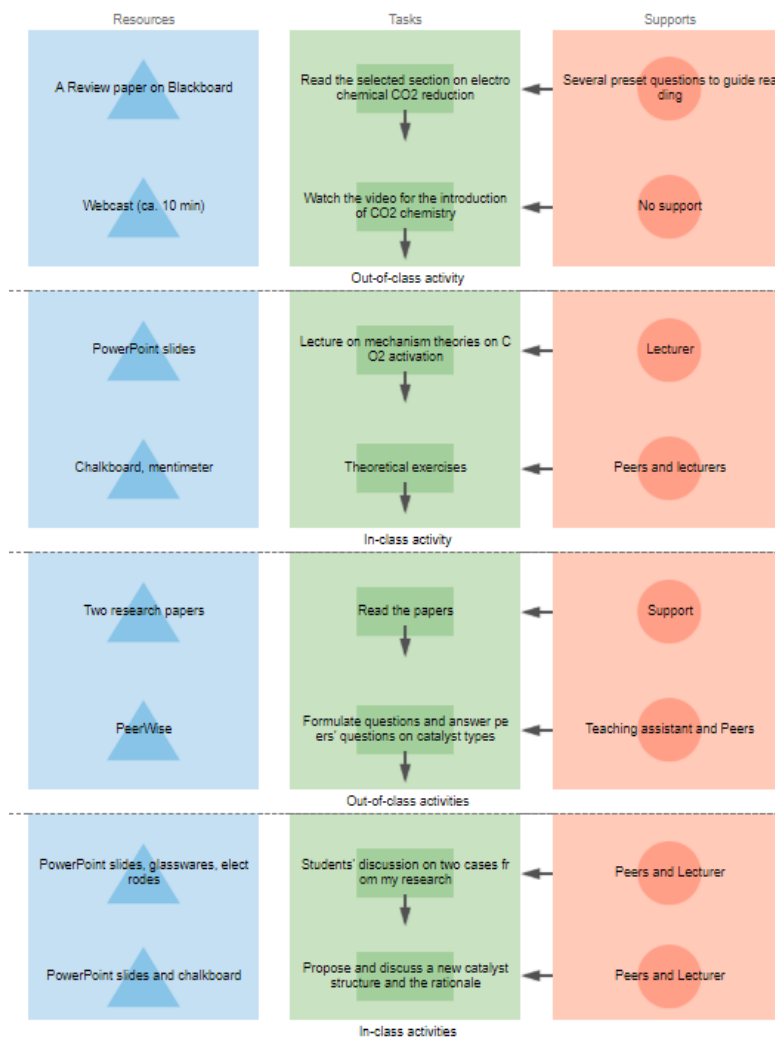 Resources
Tasks
Supports
A Review paper on Blackboard
Read the selected section on electro
chemical CO2 reduction
Several preset questions to guide rea
ding
Webcast (ca. 10 min)
Watch the video for the introduction
of CO2 chemistry
No support
Out-of-class activity
PowerPoint slides
Lecture on mechanism theories on C
O2 activation
Lecturer
Chalkboard, mentimeter
Theoretical exercises
Peers and lecturers
In-class activity
Two research papers
Read the papers
Support
PeerWise
Formulate questions and answer pe
ers' questions on catalyst types
Teaching assistant and Peers
Out-of-class activities
PowerPoint slides, glasswares, elect
rodes
Students' discussion on two cases fr
om my research
Peers and Lecturer
PowerPoint slides and chalkboard
Propose and discuss a new catalyst
structure and the rationale
Peers and Lecturer
In-class activities